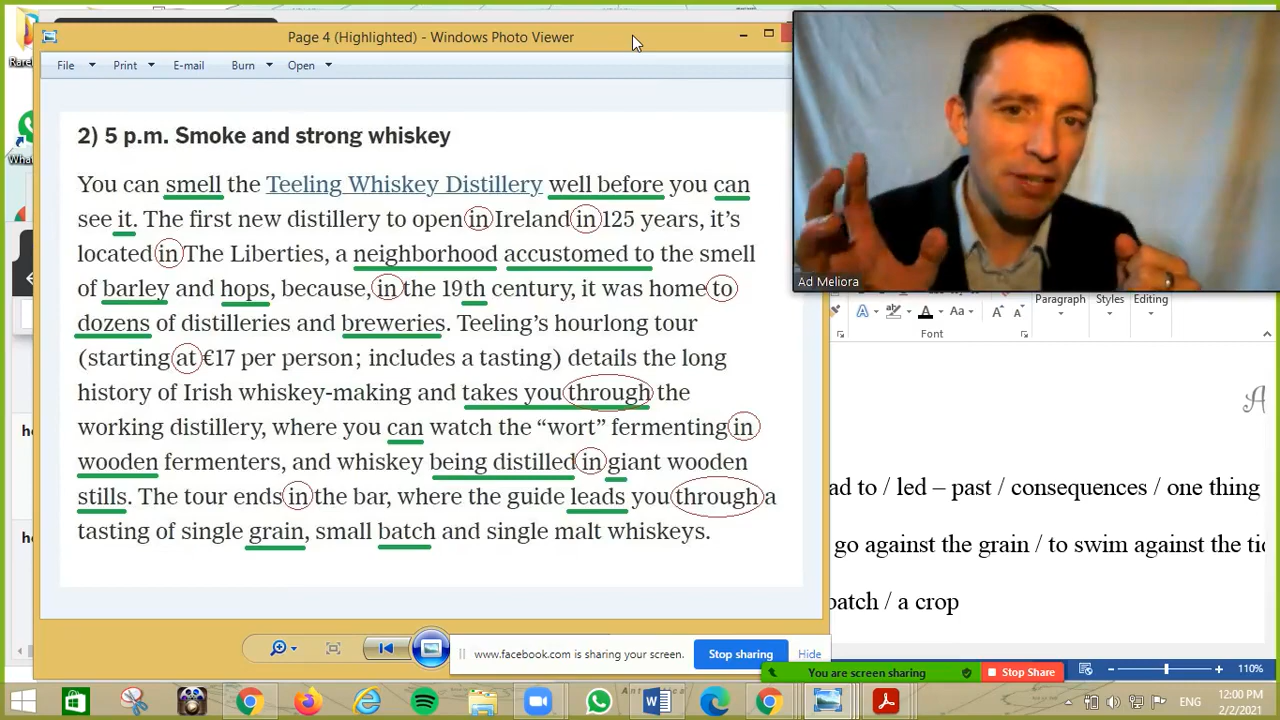 Page 4 (Highlighted) - Windows Photo Viewer
File Print E-mail Burn Open
2) 5 p.m. Smoke and strong whiskey
You can smell the Teeling Whiskey Distillery well before you can
see it. The first new distillery to open in Ireland in 125 years, it’s
located in The Liberties, a neighborhood accustomed to the smell
of barley and hops, because, in the 19th century, it was home to
dozens of distilleries and breweries. Teeling’s hourlong tour
(starting at €17 per person; includes a tasting) details the long
history of Irish whiskey-making and takes you through the
working distillery, where you can watch the “wort” fermenting in
wooden fermenters, and whiskey being distilled in giant wooden
stills. The tour ends in the bar, where the guide leads you through a
tasting of single grain, small batch and single malt whiskeys.
Ad Meliora
Paragraph Styles Editing
Aa
Font
ad to / led – past / consequences / one thing
go against the grain / to swim against the
batch / a crop
www.facebook.com is sharing your screen. Stop sharing Hide
You are screen sharing Stop Share
110%
ENG
12:00 PM
2/2/2021